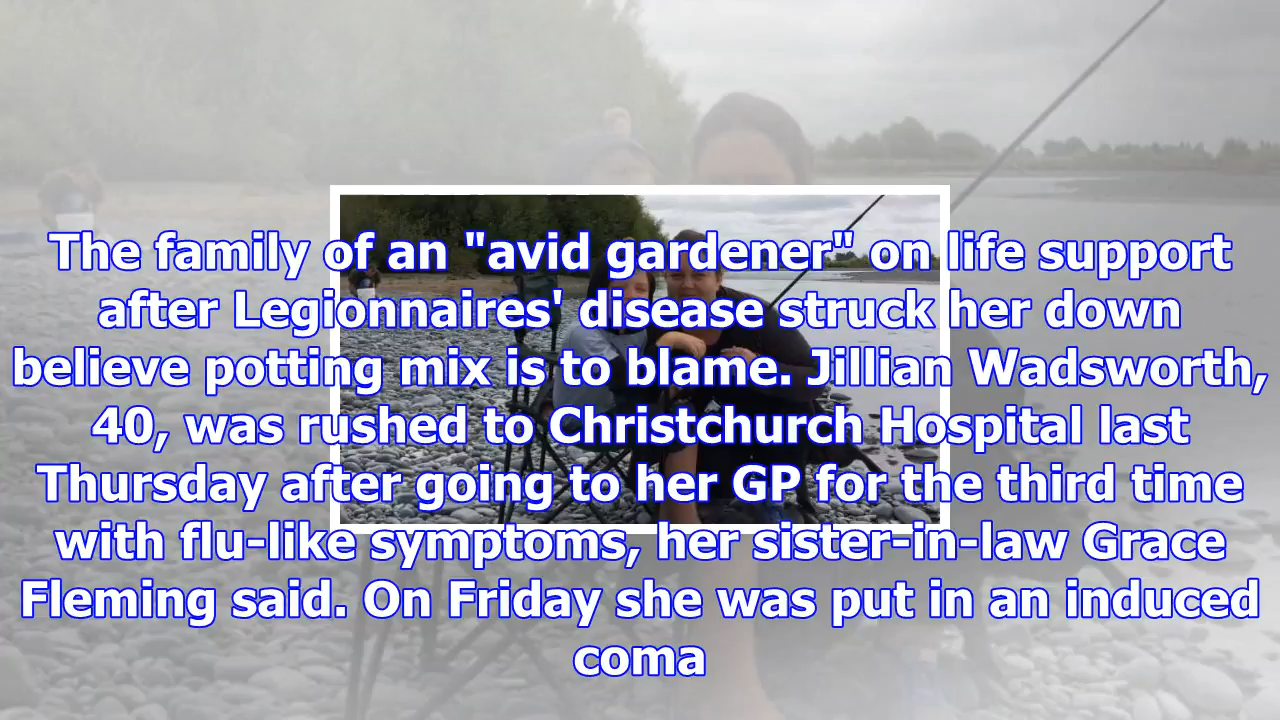 The family of an "avid gardener" on life support
after Legionnaires' disease struck her down
believe potting mix is to blame. Jillian Wadsworth,
40, was rushed to Christchurch Hospital last
Thursday after going to her GP for the third time
with flu-like symptoms, her sister-in-law Grace
Fleming said. On Friday she was put in an induced
coma